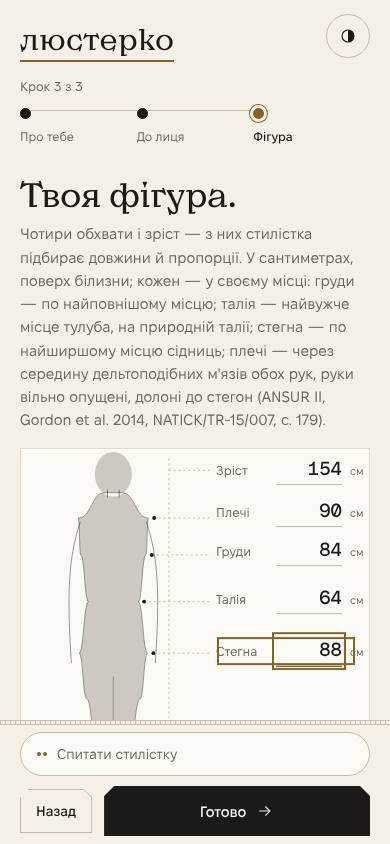 люстерко
Крок 3 з 3
Про тебе До лиця Фігура
Твоя фігура.
Чотири обхвати і зріст — з них стилістка
підбирає довжини й пропорції. У сантиметрах,
поверх білизни; кожен — у своєму місці: груди
— по найповнішому місцю; талія — найвужче
місце тулуба, на природній талії; стегна — по
найширшому місцю сідниць; плечі — через
середину дельтоподібних м'язів обох рук, руки
вільно опущені, долоні до стегон (ANSUR II,
Gordon et al. 2014, NATICK/TR-15/007, с. 179).
Зріст 154 см
Плечі 90 см
Груди 84 см
Талія 64 см
Стегна 88 см
Спитати стилістку
Назад Готово →